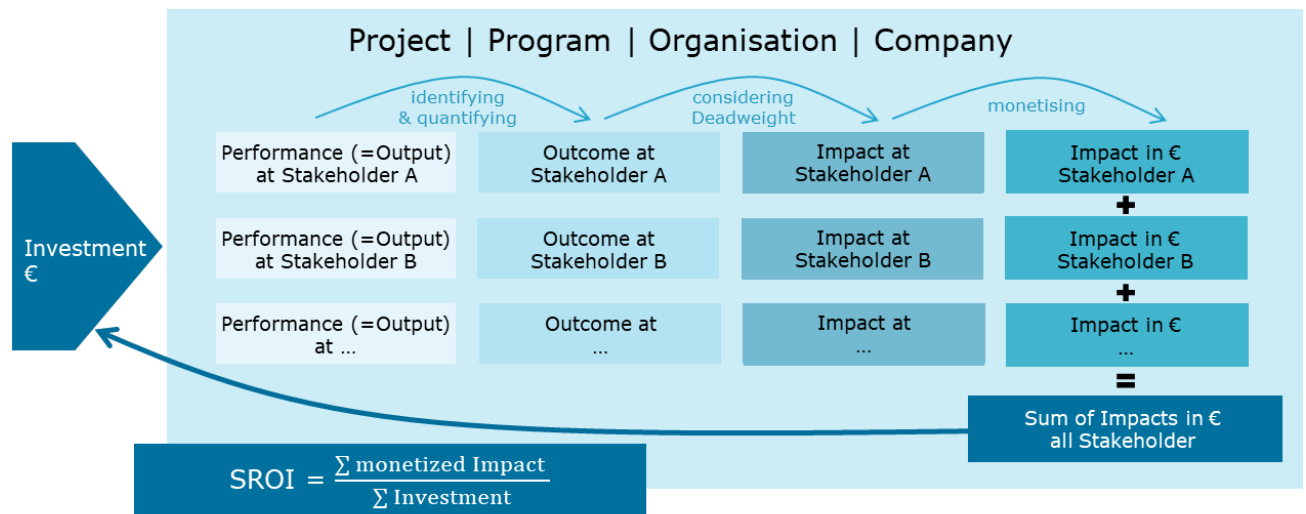 Project | Program | Organisation | Company
identifying
& quantifying
considering
Deadweight
monetising
Investment
€
Performance (=Output)
at Stakeholder A
Outcome at
Stakeholder A
Impact at
Stakeholder A
Impact in €
Stakeholder A
+
Performance (=Output)
at Stakeholder B
Outcome at
Stakeholder B
Impact at
Stakeholder B
Impact in €
Stakeholder B
+
Performance (=Output)
at ...
Outcome at
...
Impact at
...
Impact in €
...
=
Sum of Impacts in €
all Stakeholder
SROI = ∑ monetized Impact
∑ Investment